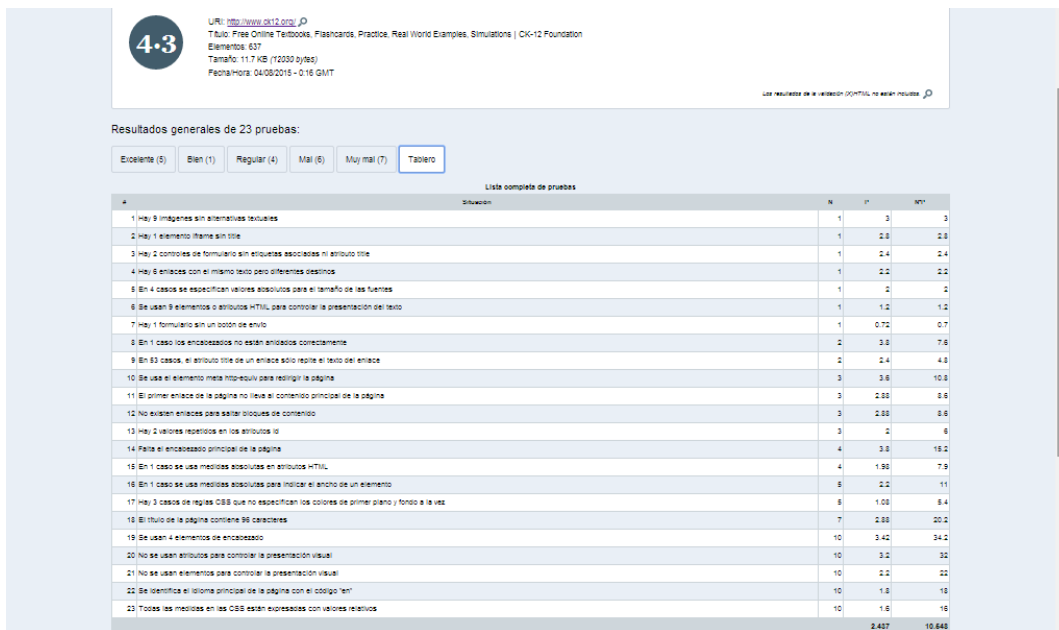 4·3
URI: http://www.ck12.org/
Título: Free Online Textbooks, Flashcards, Practice, Real World Examples, Simulations | CK-12 Foundation
Elementos: 637
Tamaño: 11.7 KB (12030 bytes)
Fecha/Hora: 04/08/2015 - 0:16 GMT
Los resultados de la validación (X)HTML no están incluidos.
Resultados generales de 23 pruebas:
Excelente (5) Bien (1) Regular (4) Mal (6) Muy mal (7) Tablero
Lista completa de pruebas
# Situación N I* N*I*
1 Hay 9 imágenes sin alternativas textuales 1 3 3
2 Hay 1 elemento iframe sin title 1 2.8 2.8
3 Hay 2 controles de formulario sin etiquetas asociadas ni atributo title 1 2.4 2.4
4 Hay 6 enlaces con el mismo texto pero diferentes destinos 1 2.2 2.2
5 En 4 casos se especifican valores absolutos para el tamaño de las fuentes 1 2 2
6 Se usan 9 elementos o atributos HTML para controlar la presentación del texto 1 1.2 1.2
7 Hay 1 formulario sin un botón de envío 1 0.72 0.7
8 En 1 caso los encabezados no están anidados correctamente 2 3.8 7.6
9 En 53 casos, el atributo title de un enlace sólo repite el texto del enlace 2 2.4 4.8
10 Se usa el elemento meta http-equiv para redirigir la página 3 3.6 10.8
11 El primer enlace de la página no lleva al contenido principal de la página 3 2.88 8.6
12 No existen enlaces para saltar bloques de contenido 3 2.88 8.6
13 Hay 2 valores repetidos en los atributos id 3 2 6
14 Falta el encabezado principal de la página 4 3.8 15.2
15 En 1 caso se usa medidas absolutas en atributos HTML 4 1.98 7.9
16 En 1 caso se usa medidas absolutas para indicar el ancho de un elemento 5 2.2 11
17 Hay 3 casos de reglas CSS que no especifican los colores de primer plano y fondo a la vez 5 1.08 5.4
18 El título de la página contiene 96 caracteres 7 2.88 20.2
19 Se usan 4 elementos de encabezado 10 3.42 34.2
20 No se usan atributos para controlar la presentación visual 10 3.2 32
21 No se usan elementos para controlar la presentación visual 10 2.2 22
22 Se identifica el idioma principal de la página con el código "en" 10 1.8 18
23 Todas las medidas en las CSS están expresadas con valores relativos 10 1.6 16
2.437 10.648